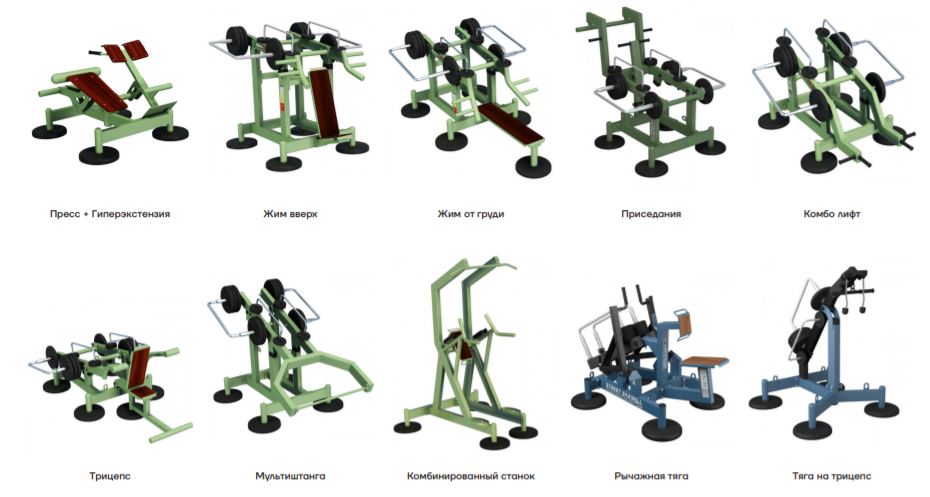 Пресс + Гиперэкстензия
Жим вверх
Жим от груди
Приседания
Комбо лифт
Трицепс
Мультиштанга
Комбинированный станок
Рычажная тяга
Тяга на трицепс